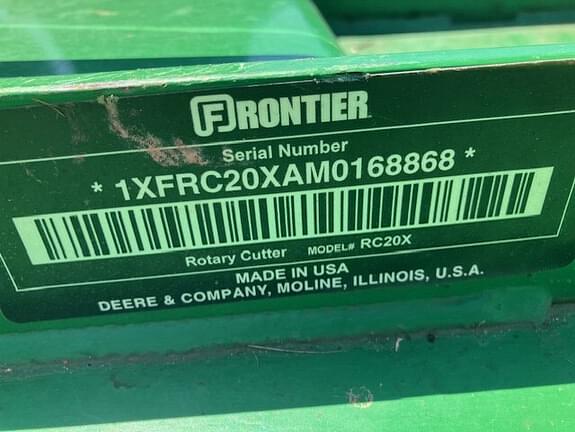 FRONTIER
Serial Number
* 1XFRC20XAM0168868 *
Rotary Cutter MODEL# RC20X
MADE IN USA
DEERE & COMPANY, MOLINE, ILLINOIS, U.S.A.